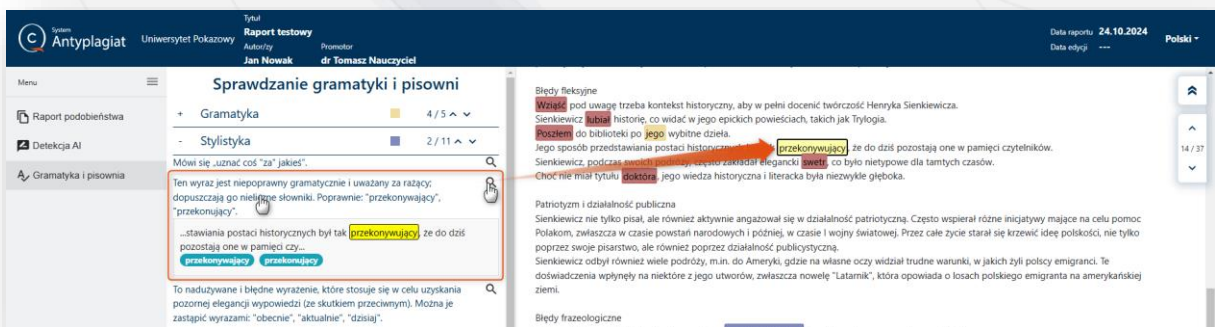 System
Antyplagiat
Uniwersytet Pokazowy
Tytuł
Raport testowy
Autor/zy
Promotor
Jan Nowak
dr Tomasz Nauczyciel
Data raportu 24.10.2024
Data edycji ---
Polski
Menu
Raport podobieństwa
Detekcja AI
Gramatyka i pisownia
Sprawdzanie gramatyki i pisowni
+ Gramatyka 4 / 5
- Stylistyka 2 / 11
Mówi się „uznać coś "za" jakieś".
Ten wyraz jest niepoprawny gramatycznie i uważany za rażący;
dopuszczają go nieliczne słowniki. Poprawnie: "przekonywający",
"przekonujący".
...stawiania postaci historycznych był tak przekonywujący, że do dziś
pozostają one w pamięci czy...
przekonywający przekonujący
To nadużywane i błędne wyrażenie, które stosuje się w celu uzyskania
pozornej elegancji wypowiedzi (ze skutkiem przeciwnym). Można je
zastąpić wyrazami: "obecnie", "aktualnie", "dzisiaj".
Błędy fleksyjne
Wziąść pod uwagę trzeba kontekst historyczny, aby w pełni docenić twórczość Henryka Sienkiewicza.
Sienkiewicz lubiał historię, co widać w jego epickich powieściach, takich jak Trylogia.
Poszłem do biblioteki po jego wybitne dzieła.
Jego sposób przedstawiania postaci przekonywujący, że do dziś pozostają one w pamięci czytelników.
Sienkiewicz, podczas swoich podróży, często zakładał elegancki swetr, co było nietypowe dla tamtych czasów.
Choć nie miał tytułu doktóra, jego wiedza historyczna i literacka była niezwykle głęboka.
14 / 37
Patriotyzm i działalność publiczna
Sienkiewicz nie tylko pisał, ale również aktywnie angażował się w działalność patriotyczną. Często wspierał różne inicjatywy mające na celu pomoc
Polakom, zwłaszcza w czasie powstań narodowych i później, w czasie I wojny światowej. Przez całe życie starał się krzewić ideę polskości, nie tylko
poprzez swoje pisarstwo, ale również poprzez działalność publicystyczną.
Sienkiewicz odbył również wiele podróży, m.in. do Ameryki, gdzie na własne oczy widział trudne warunki, w jakich żyli polscy emigranci. Te
doświadczenia wpłynęły na niektóre z jego utworów, zwłaszcza nowelę "Latarnik", która opowiada o losach polskiego emigranta na amerykańskiej
ziemi.
Błędy frazeologiczne